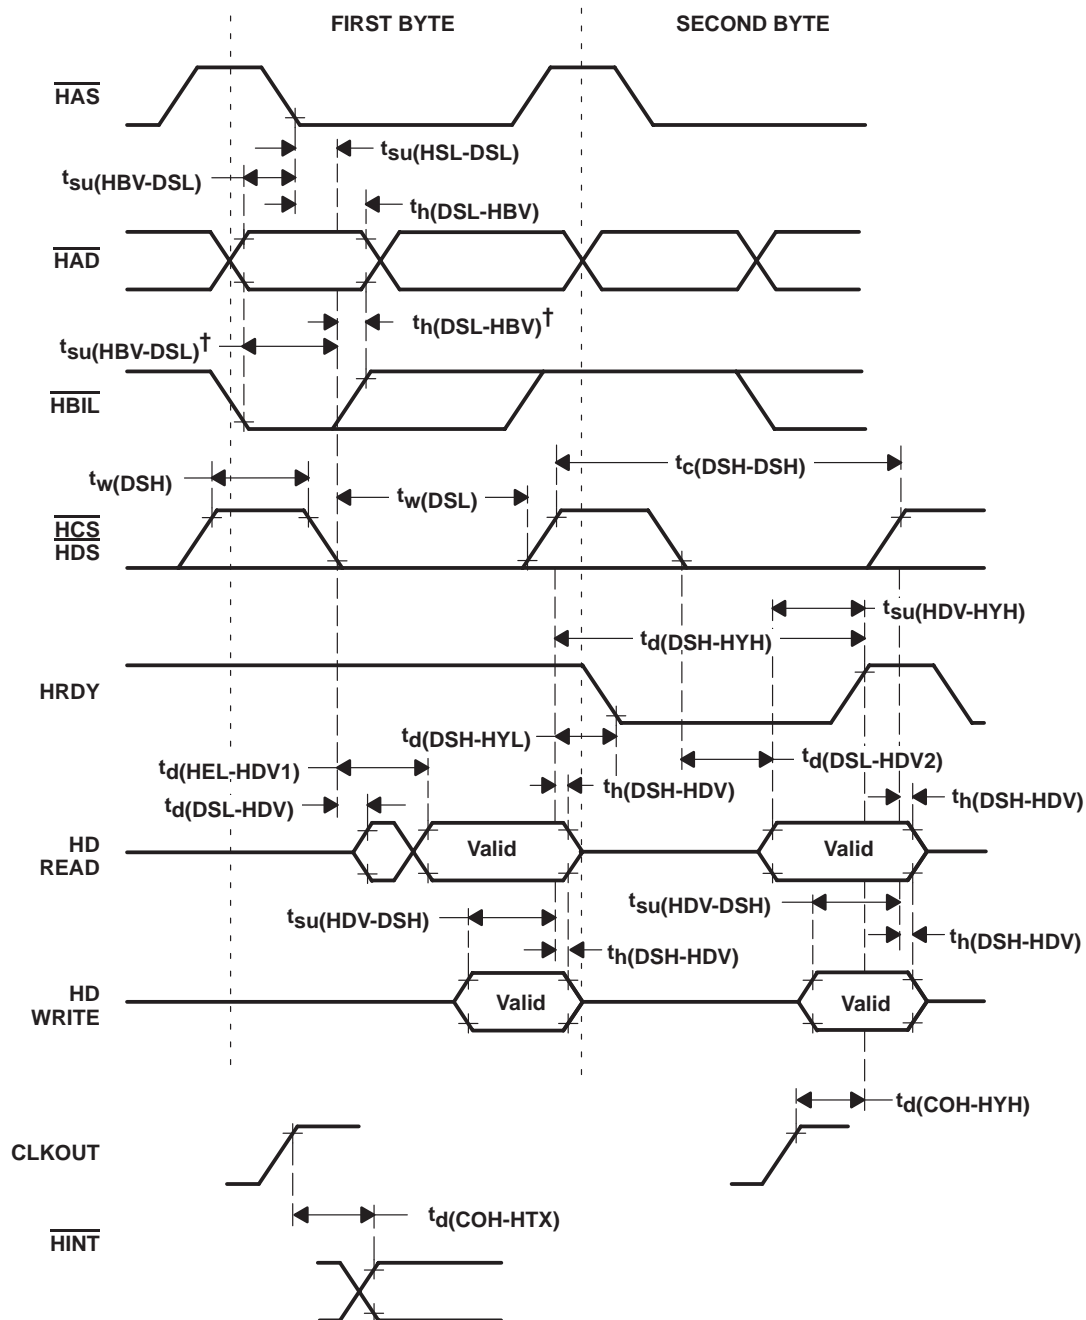 FIRST BYTE SECOND BYTE
HAS
tsu(HSL-DSL)
tsu(HBV-DSL)
th(DSL-HBV)
HAD
th(DSL-HBV)†
tsu(HBV-DSL)†
HBIL
tc(DSH-DSH)
tw(DSH)
tw(DSL)
HCS
HDS
tsu(HDV-HYH)
td(DSH-HYH)
HRDY
td(DSH-HYL)
td(HEL-HDV1) td(DSL-HDV2)
th(DSH-HDV)
td(DSL-HDV) th(DSH-HDV)
HD
READ
Valid Valid
tsu(HDV-DSH) tsu(HDV-DSH)
th(DSH-HDV) th(DSH-HDV)
HD
WRITE
Valid Valid
td(COH-HYH)
CLKOUT
td(COH-HTX)
HINT